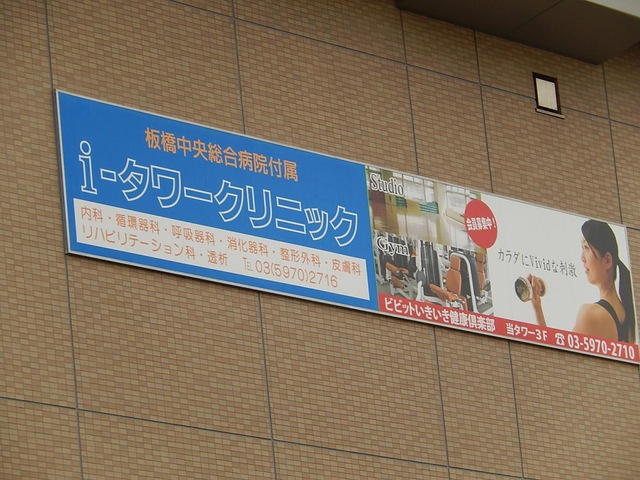 板橋中央総合病院付属
i-タワークリニック
内科・循環器科・呼吸器科・消化器科・整形外科・皮膚科
リハビリテーション科・透析 TEL 03(5970)2716
Studio
Gym
会員募集中!
カラダにVividな刺激
ビビットいきいき健康倶楽部
当タワー3F ☎ 03-5970-2710